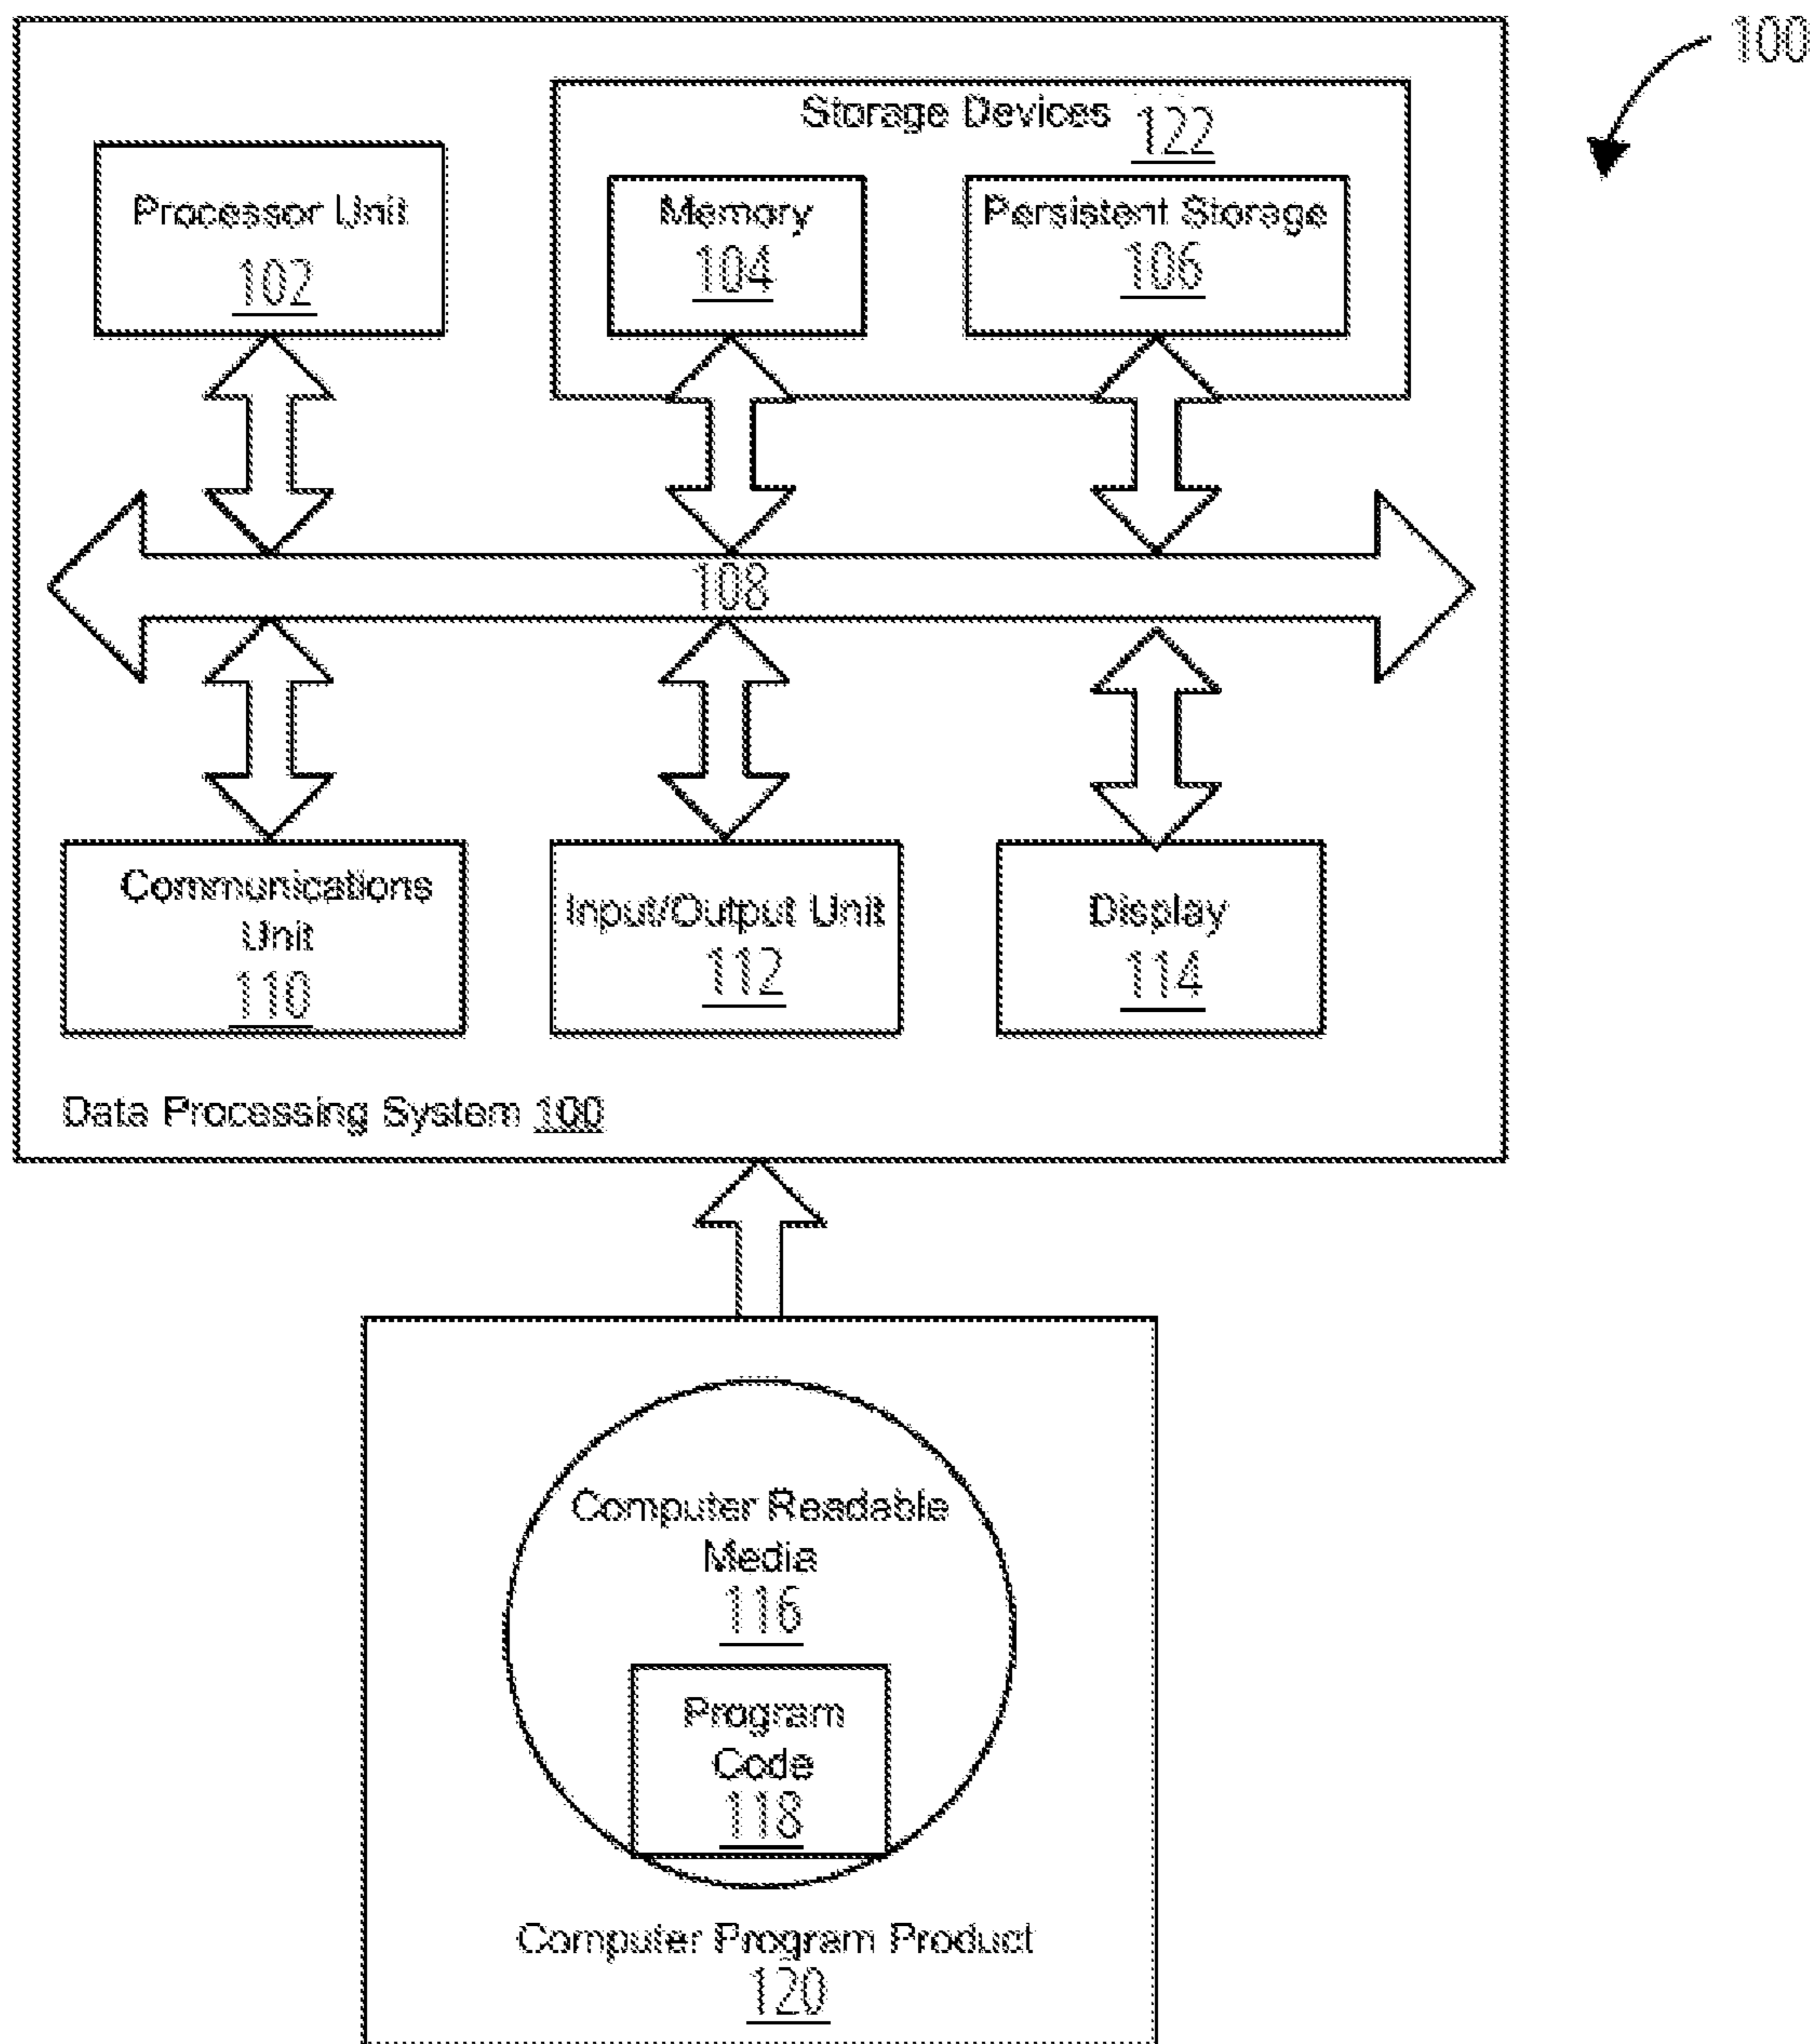 100
Storage Devices 122
Processor Unit
102
Memory
104
Persistent Storage
106
108
Communications
Unit
110
Input/Output Unit
112
Display
114
Data Processing System 100
Computer Readable
Media
116
Program
Code
118
Computer Program Product
120